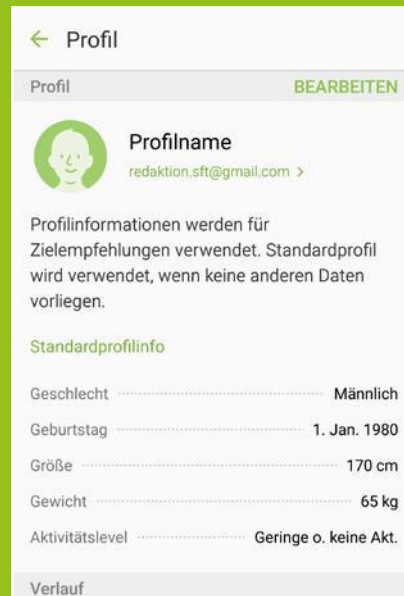 ← Profil
Profil BEARBEITEN
Profilname
redaktion.sft@gmail.com >
Profilinformationen werden für
Zielempfehlungen verwendet. Standardprofil
wird verwendet, wenn keine anderen Daten
vorliegen.
Standardprofilinfo
Geschlecht Männlich
Geburtstag 1. Jan. 1980
Größe 170 cm
Gewicht 65 kg
Aktivitätslevel Geringe o. keine Akt.
Verlauf